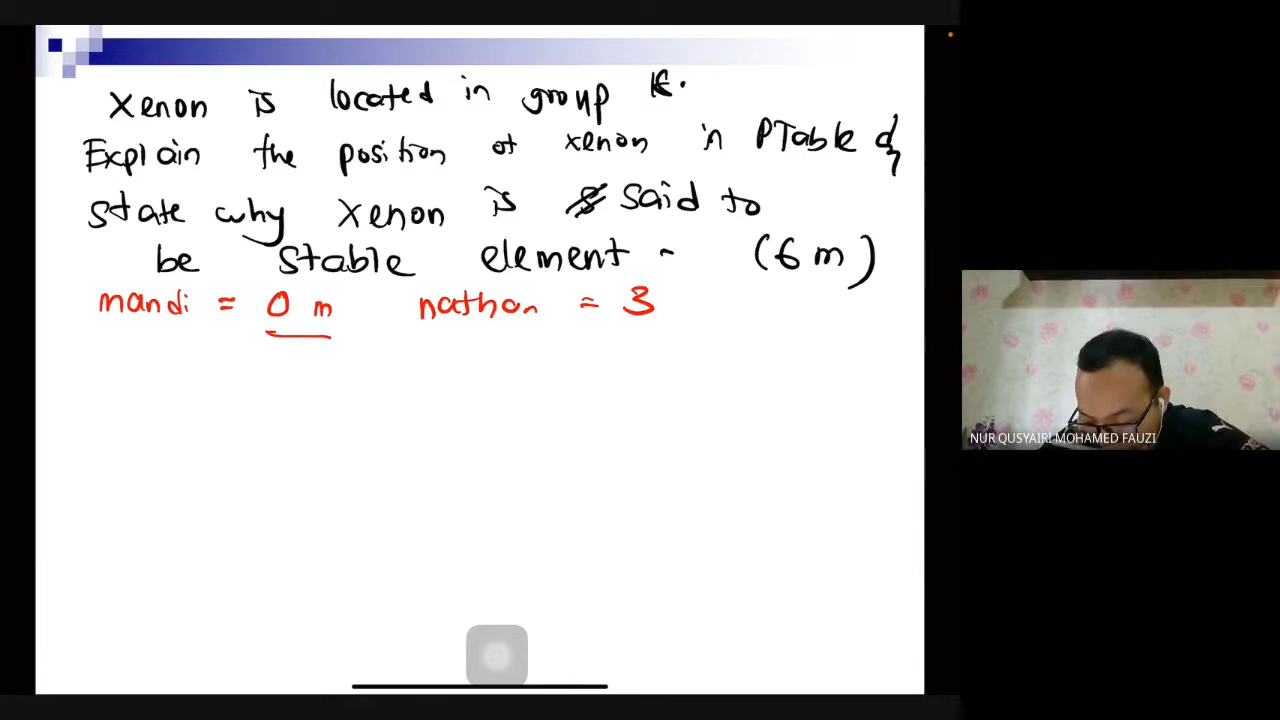 Xenon is located in group
Explain the position of xenon in PTable &
state why Xenon is said to
be stable element . (6 m)
mandi = 0 m nathan = 3
NUR QUSYAIRI MOHAMED FAUZI